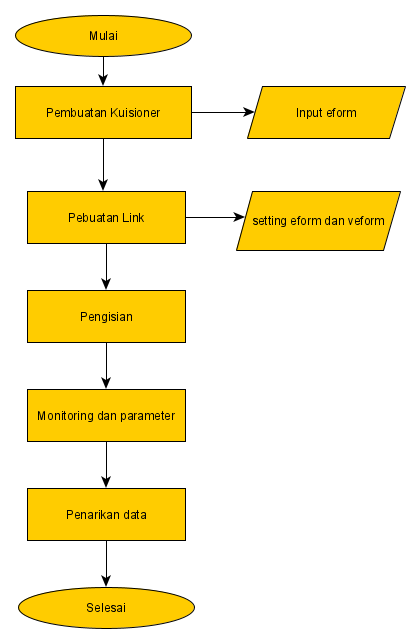 Mulai
Pembuatan Kuisioner
Input eform
Pebuatan Link
setting eform dan veform
Pengisian
Monitoring dan parameter
Penarikan data
Selesai